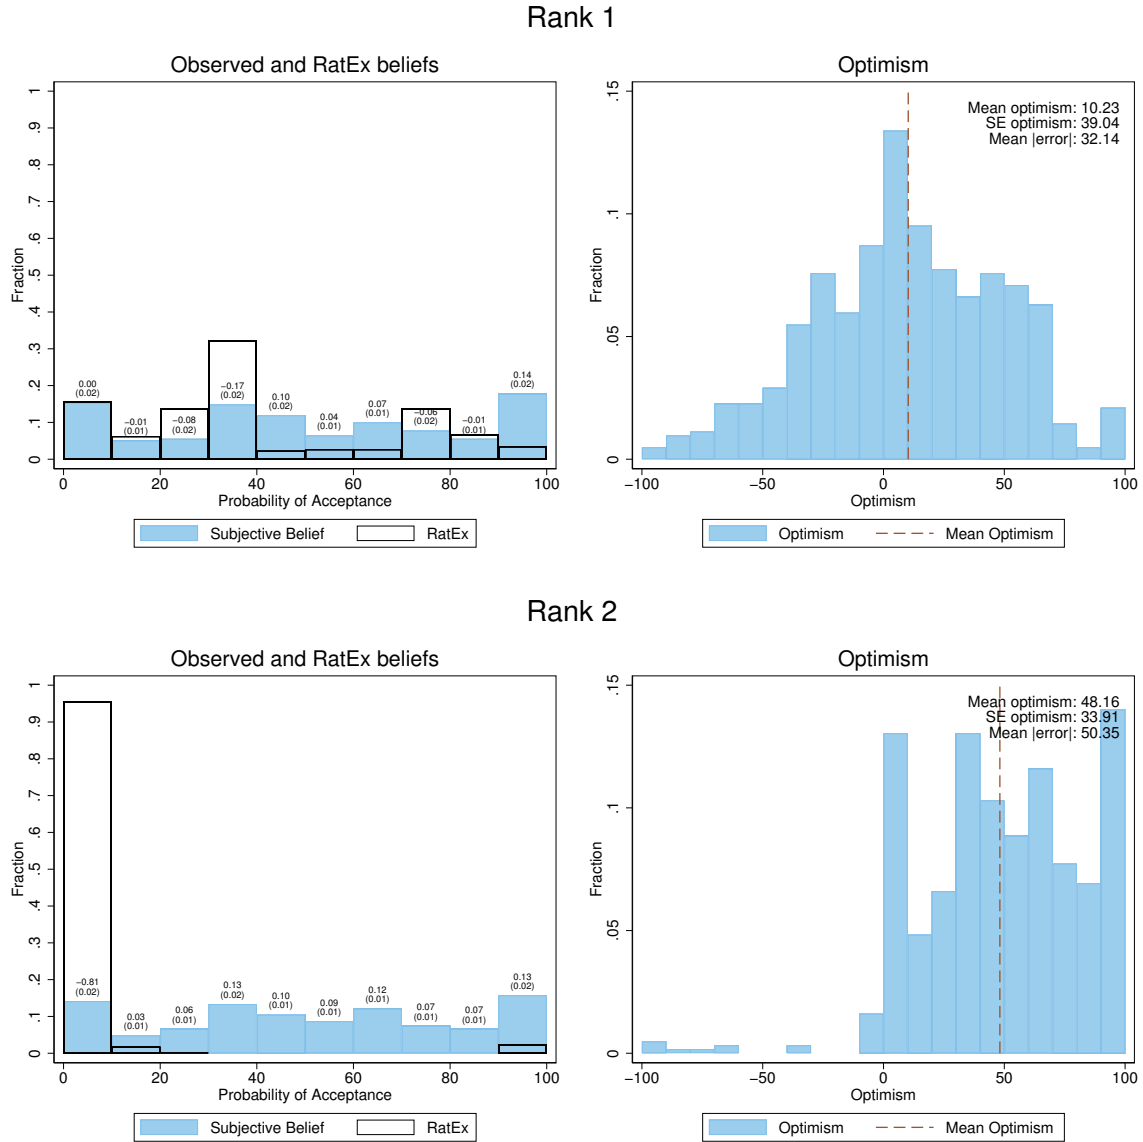 Rank 1
Observed and RatEx beliefs
Fraction
0
.1
.2
.3
.4
.5
.6
.7
.8
.9
1
0.00
(0.02)
−0.01
(0.01)
−0.08
(0.02)
−0.17
(0.02)
0.10
(0.02)
0.04
(0.01)
0.07
(0.01)
−0.06
(0.02)
−0.01
(0.01)
0.14
(0.02)
0 20 40 60 80 100
Probability of Acceptance
Subjective Belief RatEx
Optimism
Fraction
0
.05
.1
.15
Mean optimism: 10.23
SE optimism: 39.04
Mean |error|: 32.14
−100 −50 0 50 100
Optimism
Optimism Mean Optimism
Rank 2
Observed and RatEx beliefs
Fraction
0
.1
.2
.3
.4
.5
.6
.7
.8
.9
1
−0.81
(0.02)
0.03
(0.01)
0.06
(0.01)
0.13
(0.02)
0.10
(0.01)
0.09
(0.01)
0.12
(0.01)
0.07
(0.01)
0.07
(0.01)
0.13
(0.02)
0 20 40 60 80 100
Probability of Acceptance
Subjective Belief RatEx
Optimism
Fraction
0
.05
.1
.15
Mean optimism: 48.16
SE optimism: 33.91
Mean |error|: 50.35
−100 −50 0 50 100
Optimism
Optimism Mean Optimism